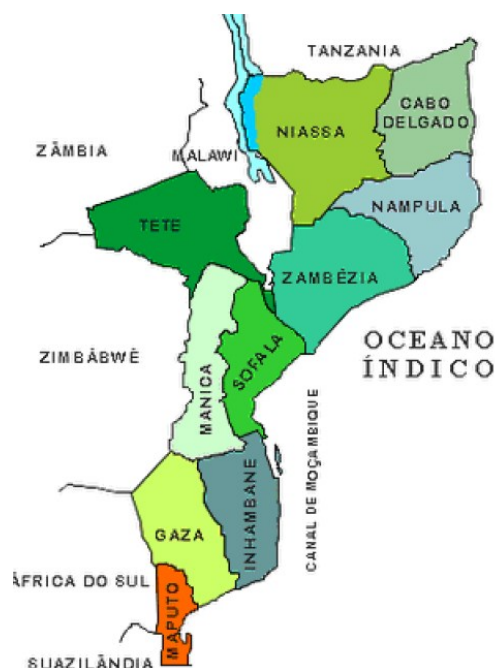 TANZANIA
CABO
DELGADO
NIASSA
ZÂMBIA
MALAWI
NAMPULA
TETE
ZAMBÉZIA
OCEANO
ÍNDICO
ZIMBÁBWÈ
MANICA
SOFALA
CANAL DE MOÇAMBIQUE
INHAMBANE
GAZA
ÁFRICA DO SUL
MAPUTO
SUAZILÂNDIA